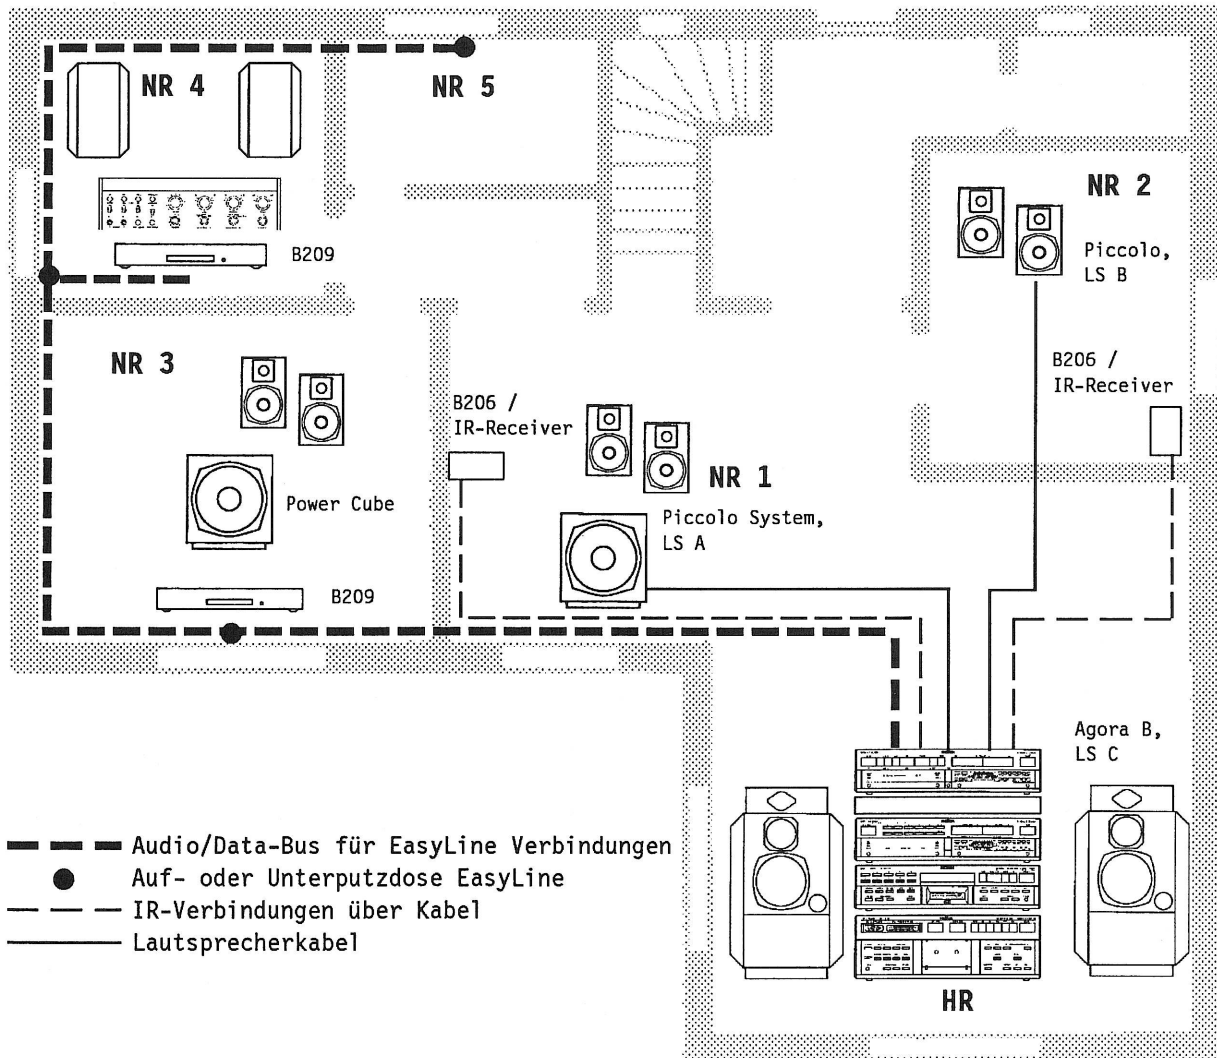 NR 4
NR 5
B209
NR 2
Piccolo,
LS B
NR 3
B206 /
IR-Receiver
B206 /
IR-Receiver
NR 1
Power Cube
Piccolo System,
LS A
B209
Agora B,
LS C
Audio/Data-Bus für EasyLine Verbindungen
Auf- oder Unterputzdose EasyLine
IR-Verbindungen über Kabel
Lautsprecherkabel
HR